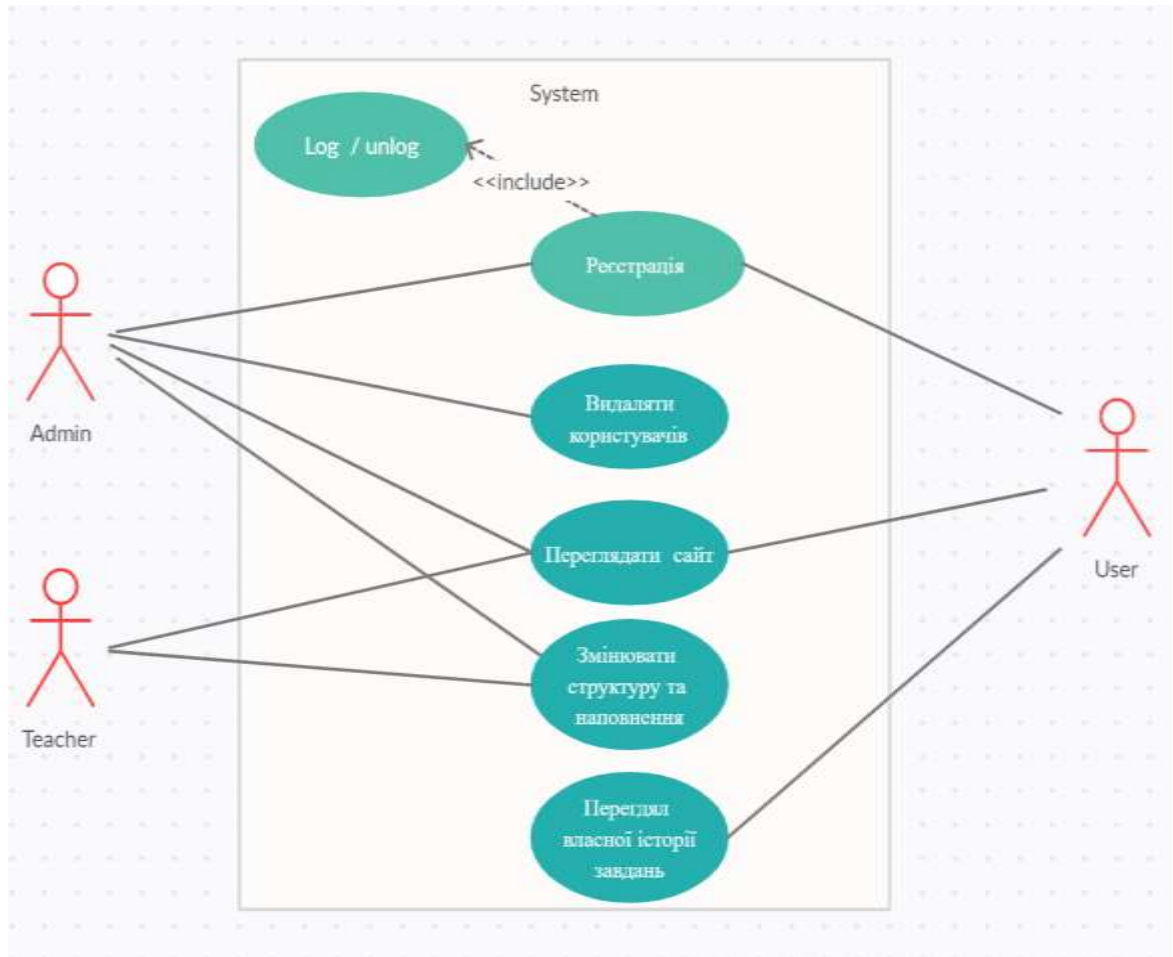 System
Log / unlog
<<include>>
Реєстрація
Admin
Видаляти
користувачів
Переглядати сайт
User
Teacher
Змінювати
структуру та
наповнення
Перегдял
власної історії
завдань